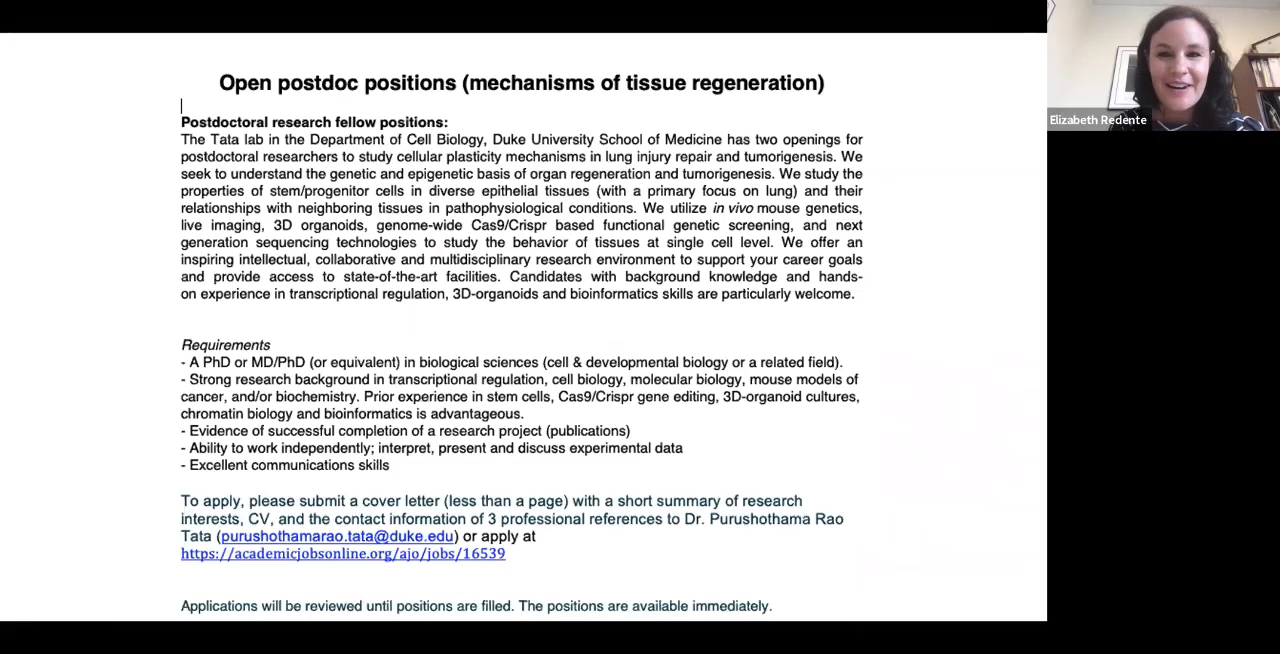 Open postdoc positions (mechanisms of tissue regeneration)
Postdoctoral research fellow positions:
The Tata lab in the Department of Cell Biology, Duke University School of Medicine has two openings for
postdoctoral researchers to study cellular plasticity mechanisms in lung injury repair and tumorigenesis. We
seek to understand the genetic and epigenetic basis of organ regeneration and tumorigenesis. We study the
properties of stem/progenitor cells in diverse epithelial tissues (with a primary focus on lung) and their
relationships with neighboring tissues in pathophysiological conditions. We utilize in vivo mouse genetics,
live imaging, 3D organoids, genome-wide Cas9/Crispr based functional genetic screening, and next
generation sequencing technologies to study the behavior of tissues at single cell level. We offer an
inspiring intellectual, collaborative and multidisciplinary research environment to support your career goals
and provide access to state-of-the-art facilities. Candidates with background knowledge and hands-
on experience in transcriptional regulation, 3D-organoids and bioinformatics skills are particularly welcome.
Requirements
- A PhD or MD/PhD (or equivalent) in biological sciences (cell & developmental biology or a related field).
- Strong research background in transcriptional regulation, cell biology, molecular biology, mouse models of
cancer, and/or biochemistry. Prior experience in stem cells, Cas9/Crispr gene editing, 3D-organoid cultures,
chromatin biology and bioinformatics is advantageous.
- Evidence of successful completion of a research project (publications)
- Ability to work independently; interpret, present and discuss experimental data
- Excellent communications skills
To apply, please submit a cover letter (less than a page) with a short summary of research
interests, CV, and the contact information of 3 professional references to Dr. Purushothama Rao
Tata (purushothamarao.tata@duke.edu) or apply at
https://academicjobsonline.org/ajo/jobs/16539
Applications will be reviewed until positions are filled. The positions are available immediately.
Elizabeth Redente